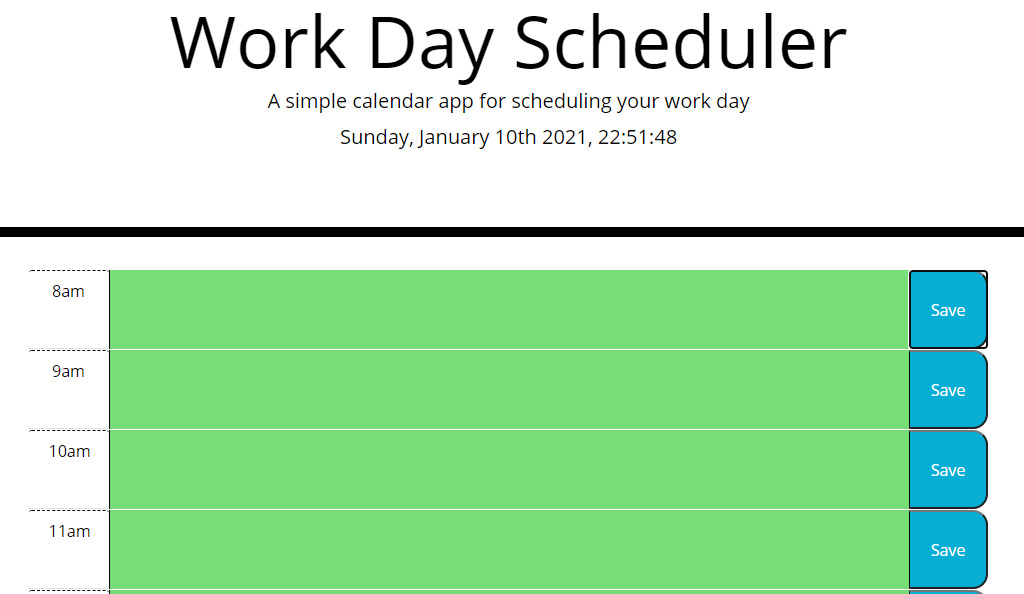 Work Day Scheduler
A simple calendar app for scheduling your work day
Sunday, January 10th 2021, 22:51:48
8am
Save
9am
Save
10am
Save
11am
Save